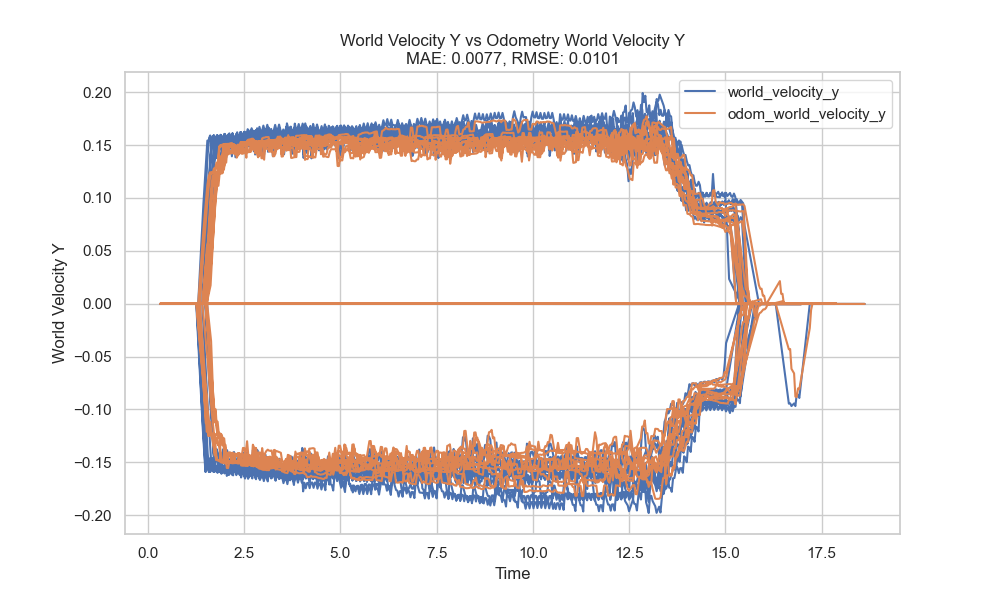 World Velocity Y vs Odometry World Velocity Y
MAE: 0.0077, RMSE: 0.0101
world_velocity_y
odom_world_velocity_y
0.20
0.15
0.10
0.05
0.00
−0.05
−0.10
−0.15
−0.20
World Velocity Y
0.0 2.5 5.0 7.5 10.0 12.5 15.0 17.5
Time